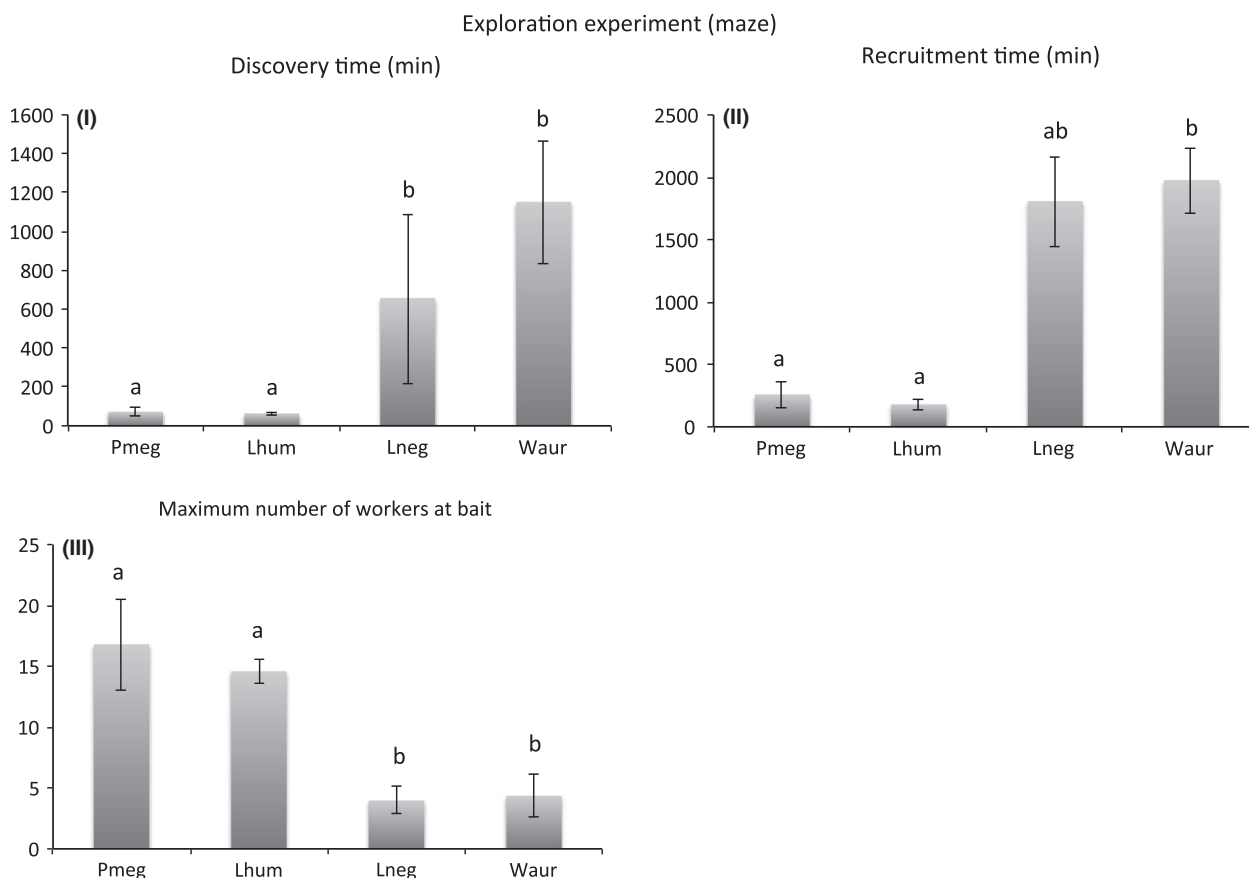 Exploration experiment (maze)
Discovery time (min)
(I)
1600
1400
1200
1000
800
600
400
200
0
a
a
b
b
Pmeg Lhum Lneg Waur
Recruitment time (min)
(II)
2500
2000
1500
1000
500
0
a
a
ab
b
Pmeg Lhum Lneg Waur
Maximum number of workers at bait
(III)
25
20
15
10
5
0
a
a
b
b
Pmeg Lhum Lneg Waur